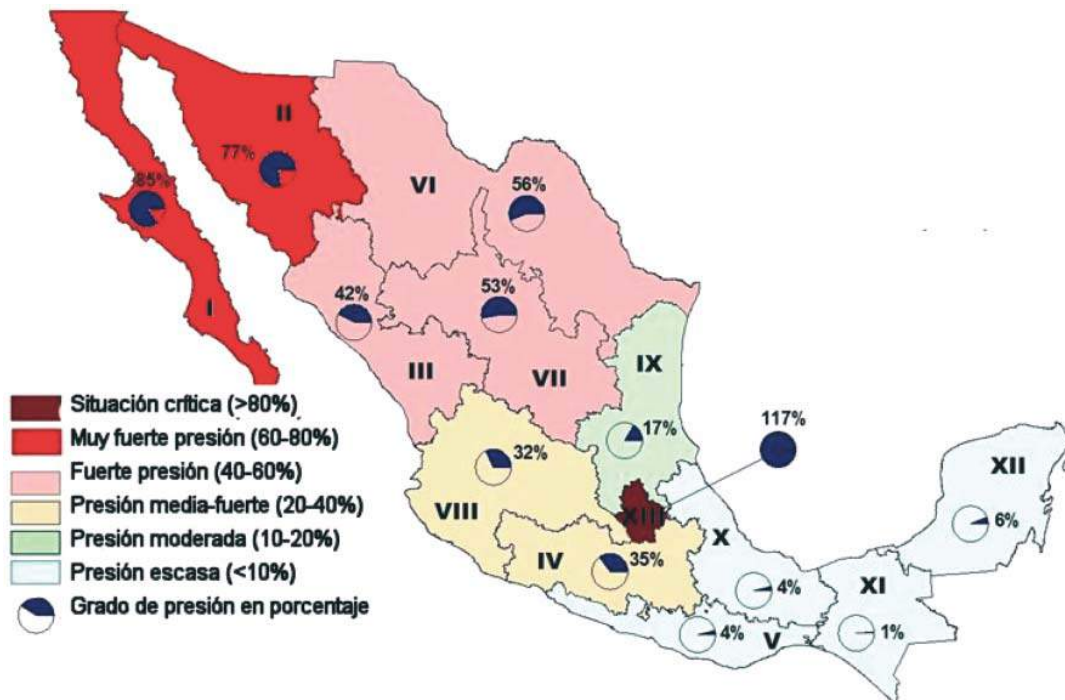 II
77%
85%
VI
56%
42%
53%
I
III
VII
IX
Situación crítica (>80%)
117%
17%
Muy fuerte presión (60-80%)
32%
XII
Fuerte presión (40-60%)
Presión media-fuerte (20-40%)
VIII
XIII
6%
Presión moderada (10-20%)
X
IV
35%
Presión escasa (<10%)
4%
XI
Grado de presión en porcentaje
4%
V
1%